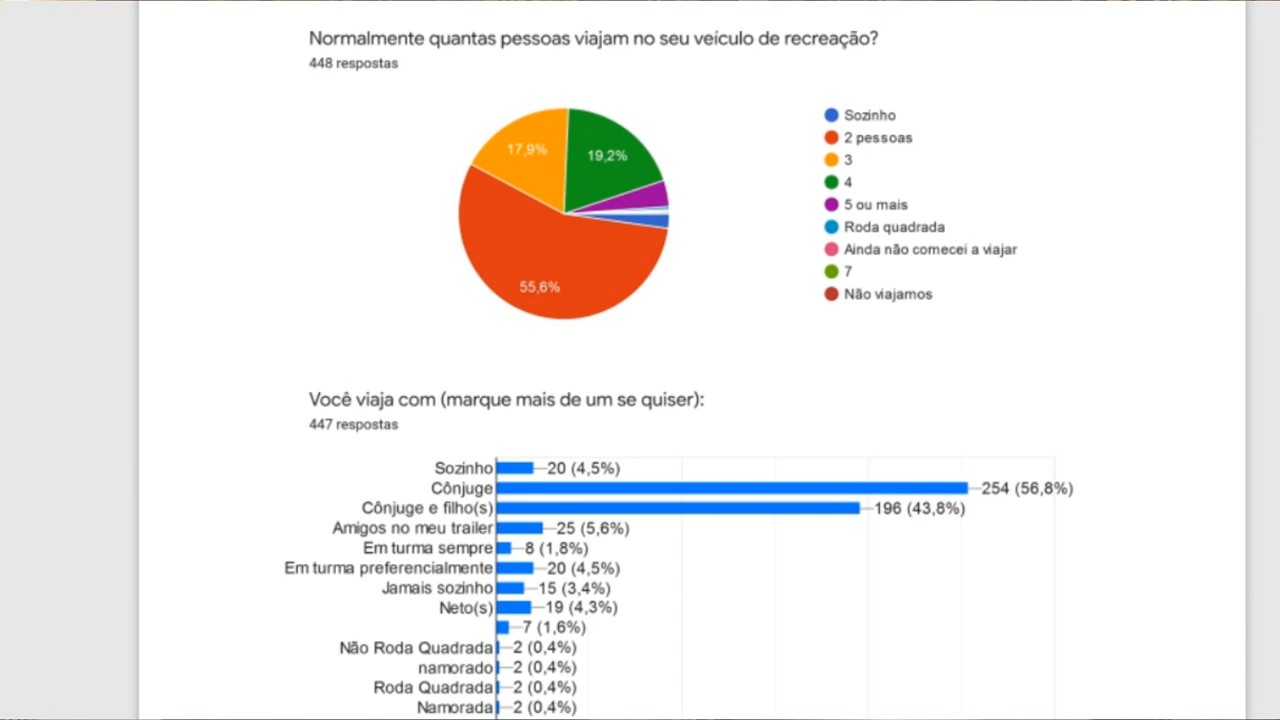 Normalmente quantas pessoas viajam no seu veículo de recreação?
448 respostas
17,9%
19,2%
55,6%
Sozinho
2 pessoas
3
4
5 ou mais
Roda quadrada
Ainda não comecei a viajar
7
Não viajamos
Você viaja com (marque mais de um se quiser):
447 respostas
Sozinho 20 (4,5%)
Cônjuge 254 (56,8%)
Cônjuge e filho(s) 196 (43,8%)
Amigos no meu trailer 25 (5,6%)
Em turma sempre 8 (1,8%)
Em turma preferencialmente 20 (4,5%)
Jamais sozinho 15 (3,4%)
Neto(s) 19 (4,3%)
7 (1,6%)
Não Roda Quadrada 2 (0,4%)
namorado 2 (0,4%)
Roda Quadrada 2 (0,4%)
Namorada 2 (0,4%)